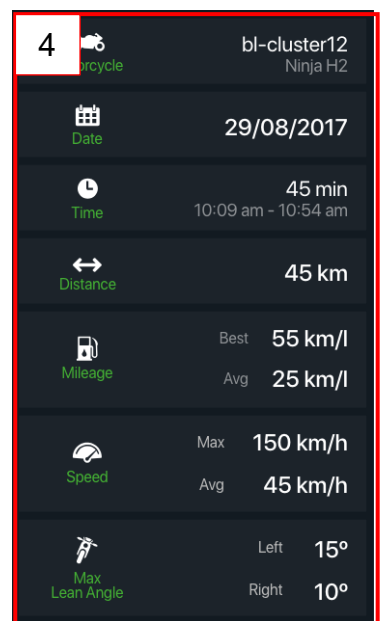 4
bl-cluster12
orcycle
Ninja H2
Date
29/08/2017
45 min
Time
10:09 am - 10:54 am
Distance
45 km
Best 55 km/l
Mileage
Avg 25 km/l
Max 150 km/h
Speed
Avg 45 km/h
Left 15º
Max
Lean Angle
Right 10º